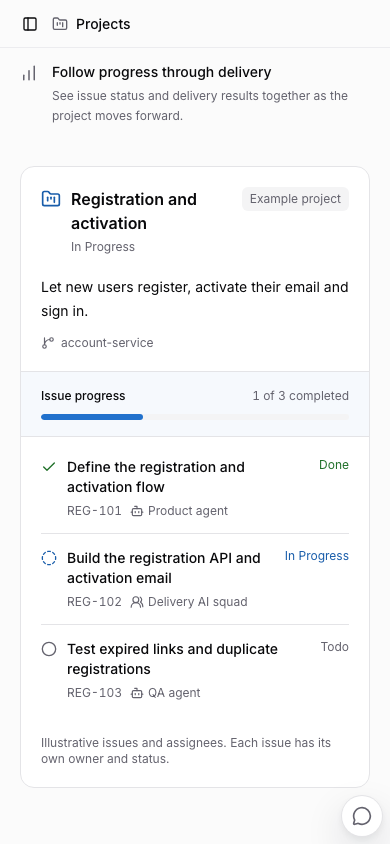 Projects
Follow progress through delivery
See issue status and delivery results together as the
project moves forward.
Registration and
activation
Example project
In Progress
Let new users register, activate their email and
sign in.
account-service
Issue progress
1 of 3 completed
Define the registration and
activation flow
Done
REG-101 Product agent
Build the registration API and
activation email
In Progress
REG-102 Delivery AI squad
Test expired links and duplicate
registrations
Todo
REG-103 QA agent
Illustrative issues and assignees. Each issue has its
own owner and status.